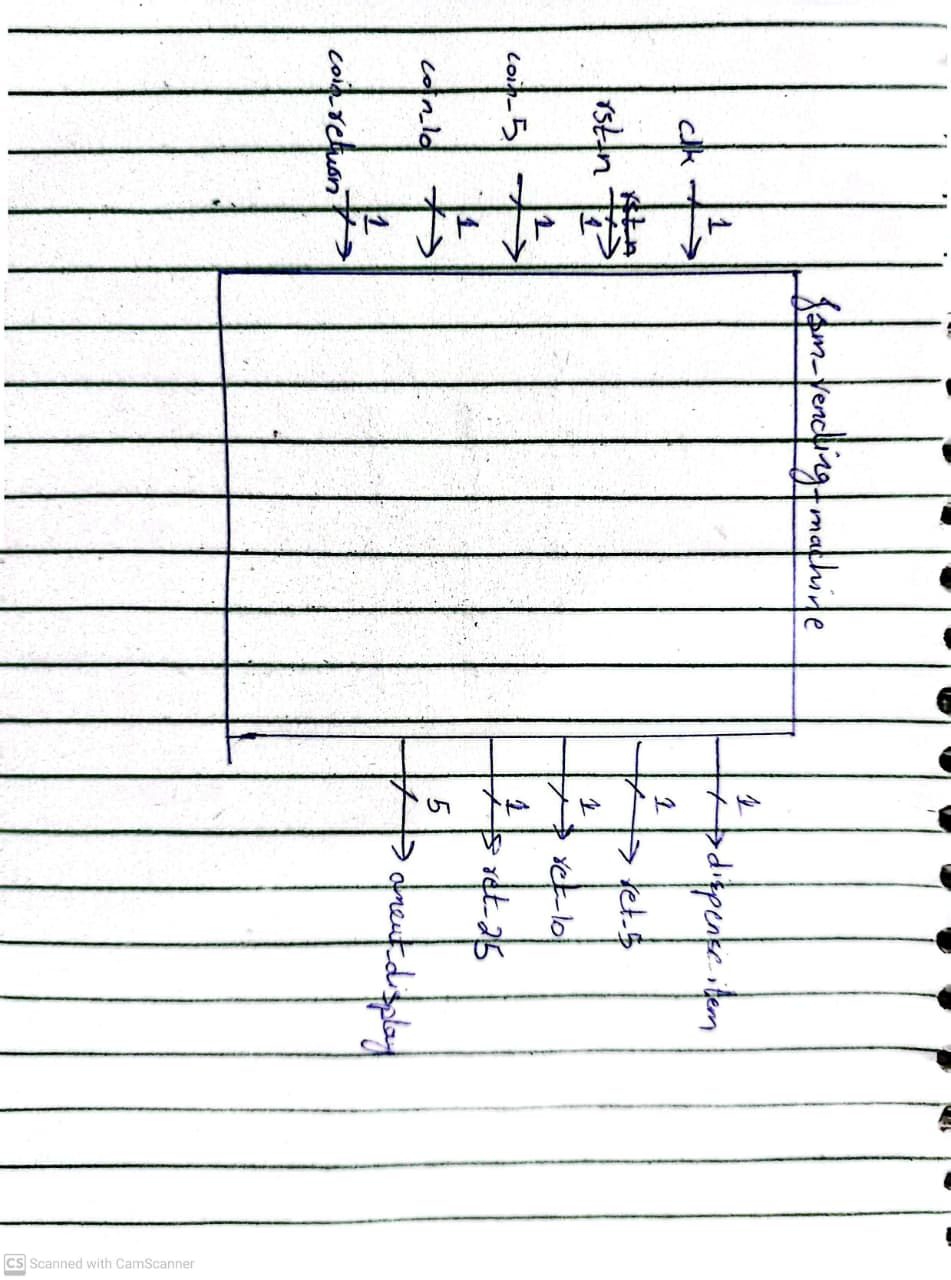 fsm_vending_machine
1
clk
rst_n
rst_n
1
1
coin_5
1
coin_10
1
coin_return
1
dispense_item
1
ret_5
1
ret_10
1
ret_25
5
amout_display
CS Scanned with CamScanner